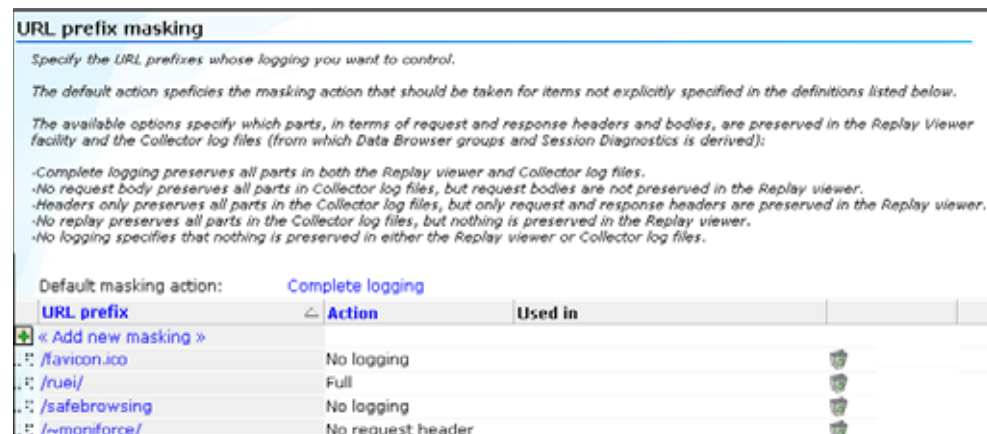 URL prefix masking
Specify the URL prefixes whose logging you want to control.
The default action speficies the masking action that should be taken for items not explicitly specified in the definitions listed below.
The available options specify which parts, in terms of request and response headers and bodies, are preserved in the Replay Viewer
facility and the Collector log files (from which Data Browser groups and Session Diagnostics is derived):
-Complete logging preserves all parts in both the Replay viewer and Collector log files.
-No request body preserves all parts in Collector log files, but request bodies are not preserved in the Replay viewer.
-Headers only preserves all parts in the Collector log files, but only request and response headers are preserved in the Replay viewer.
-No replay preserves all parts in the Collector log files, but nothing is preserved in the Replay viewer.
-No logging specifies that nothing is preserved in either the Replay viewer or Collector log files.
Default masking action: Complete logging
URL prefix Action Used in
« Add new masking »
/favicon.ico No logging
/ruei/ Full
/safebrowsing No logging
/~moniforce/ No request header